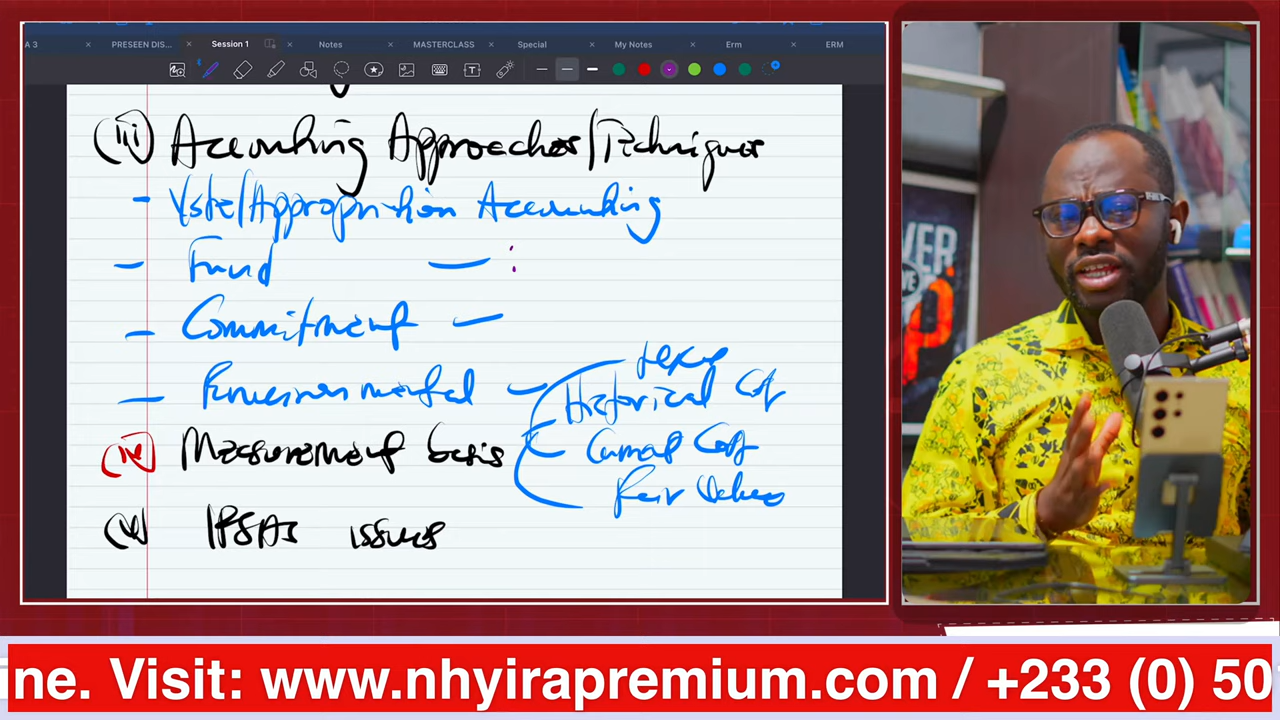 A 3 PRESEEN DIS... Session 1 Notes MASTERCLASS Special My Notes Erm ERM
(iii) Accounting Approaches/Techniques
- Vote/Appropriation Accounting
- Fund — :
- Commitment —
—
(iv) Measurement basis
Historical Cost
Current Cost
Fair Values
(v) IPSAS issues
ne. Visit: www.nhyirapremium.com / +233 (0) 50